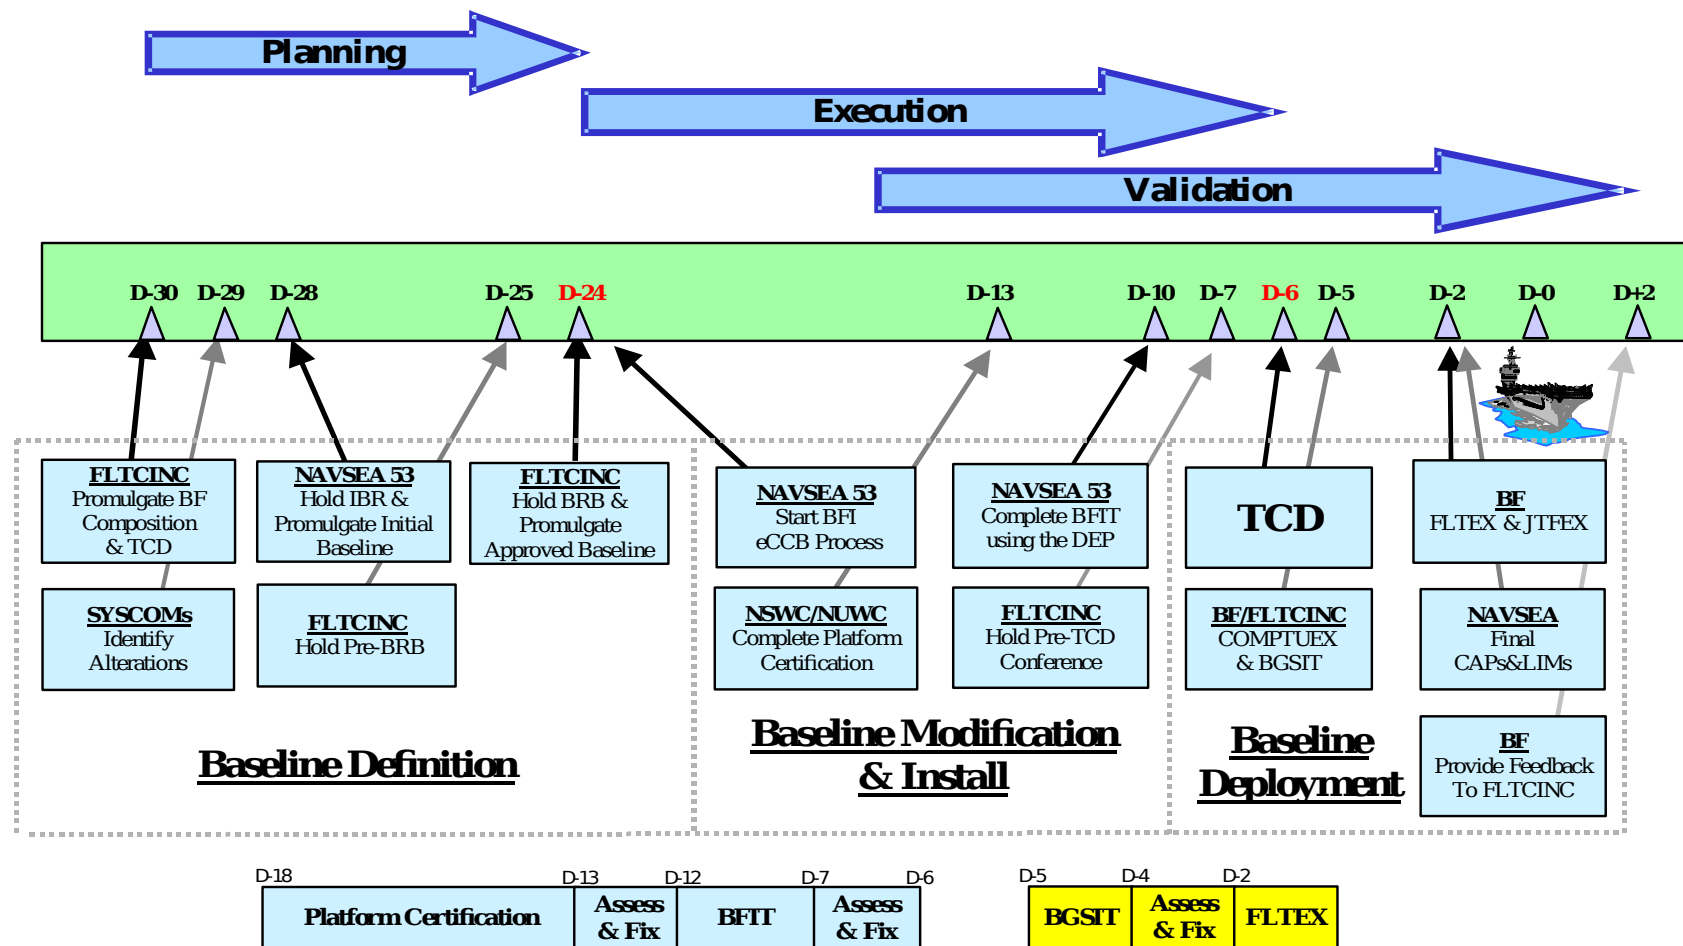 Planning
Execution
Validation
D-30 D-29 D-28 D-25 D-24 D-13 D-10 D-7 D-6 D-5 D-2 D-0 D+2
FLTCINC
Promulgate BF
Composition
& TCD
SYSCOMs
Identify
Alterations
NAVSEA 53
Hold IBR &
Promulgate Initial
Baseline
FLTCINC
Hold Pre-BRB
FLTCINC
Hold BRB &
Promulgate
Approved Baseline
Baseline Definition
NAVSEA 53
Start BFI
eCCB Process
NSWC/NUWC
Complete Platform
Certification
NAVSEA 53
Complete BFIT
using the DEP
FLTCINC
Hold Pre-TCD
Conference
Baseline Modification
& Install
TCD
BF/FLTCINC
COMPTUEX
& BGSIT
BF
FLTEX & JTFEX
NAVSEA
Final
CAPs&LIMs
BF
Provide Feedback
To FLTCINC
Baseline
Deployment
D-18 D-13 D-12 D-7 D-6
Platform Certification
Assess
& Fix
BFIT
Assess
& Fix
D-5 D-4 D-2
BGSIT
Assess
& Fix
FLTEX